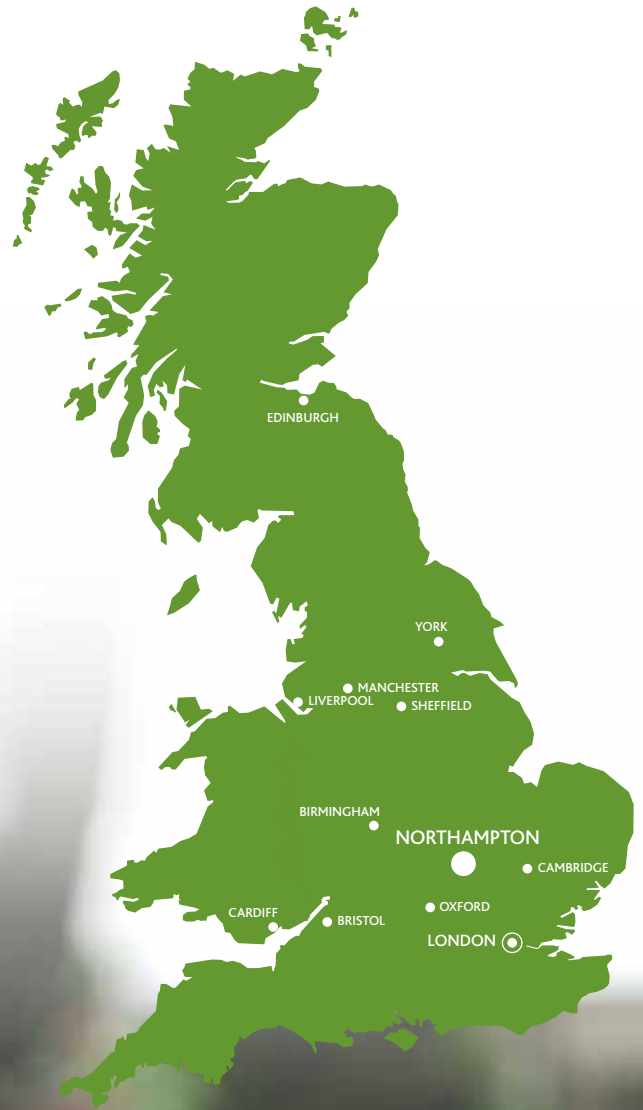 EDINBURGH
YORK
MANCHESTER
LIVERPOOL
SHEFFIELD
BIRMINGHAM
NORTHAMPTON
CAMBRIDGE
OXFORD
CARDIFF
BRISTOL
LONDON